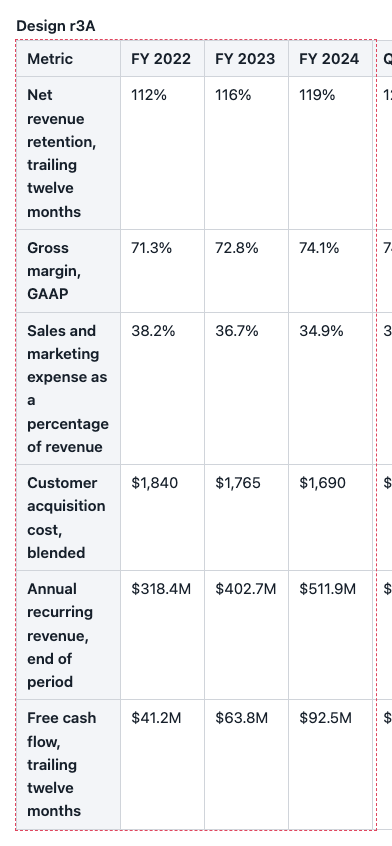 Design r3A
Metric FY 2022 FY 2023 FY 2024
Net 112% 116% 119%
revenue
retention,
trailing
twelve
months
Gross 71.3% 72.8% 74.1%
margin,
GAAP
Sales and 38.2% 36.7% 34.9%
marketing
expense as
a
percentage
of revenue
Customer $1,840 $1,765 $1,690
acquisition
cost,
blended
Annual $318.4M $402.7M $511.9M
recurring
revenue,
end of
period
Free cash $41.2M $63.8M $92.5M
flow,
trailing
twelve
months